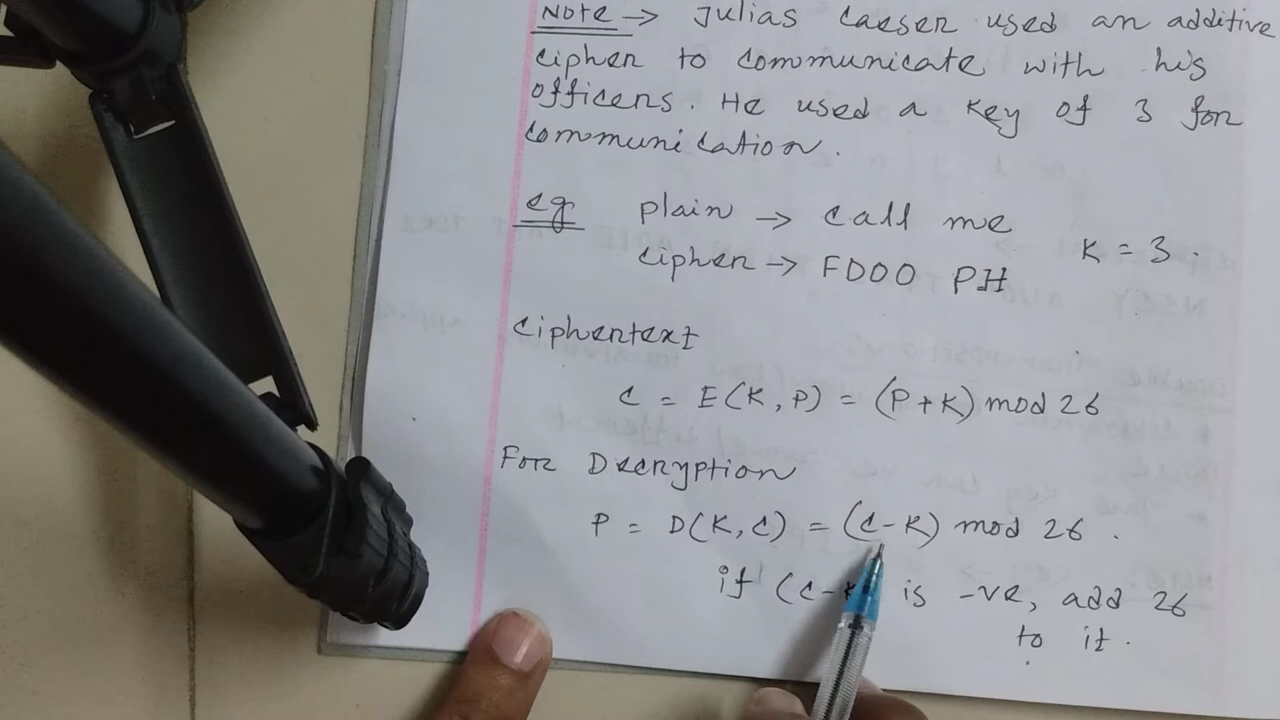 Note → Julias Caeser used an additive
cipher to communicate with his
officers. He used a key of 3 for
communication.
eg plain → call me
K = 3.
cipher → FDOO PH
Ciphertext
C = E(K, P) = (P+K) mod 26
For Decryption
P = D(K, C) = (C-K) mod 26.
if (C-K) is -ve, add 26
to it.